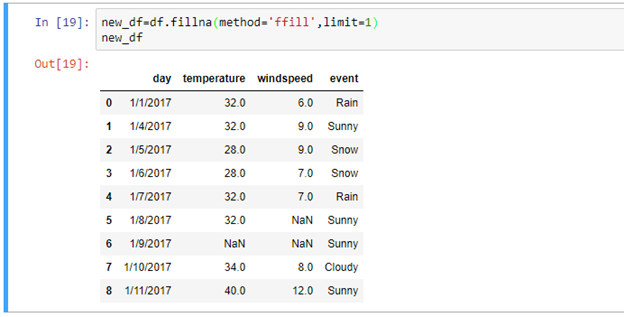 In [19]: new_df=df.fillna(method='ffill',limit=1)
new_df
Out[19]:
day temperature windspeed event
0 1/1/2017 32.0 6.0 Rain
1 1/4/2017 32.0 9.0 Sunny
2 1/5/2017 28.0 9.0 Snow
3 1/6/2017 28.0 7.0 Snow
4 1/7/2017 32.0 7.0 Rain
5 1/8/2017 32.0 NaN Sunny
6 1/9/2017 NaN NaN Sunny
7 1/10/2017 34.0 8.0 Cloudy
8 1/11/2017 40.0 12.0 Sunny